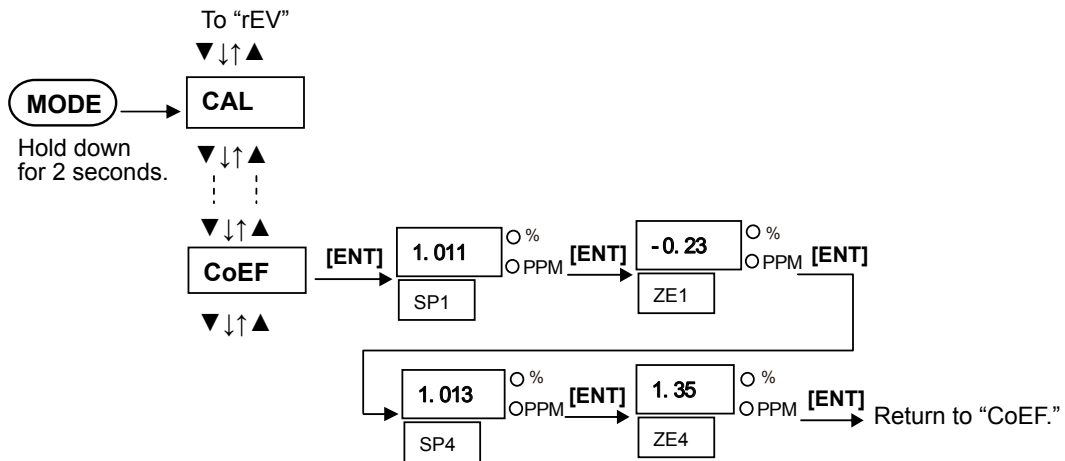 To “rEV”
▼↓↑▲
CAL
MODE
Hold down
for 2 seconds.
▼↓↑▲
▼↓↑▲
CoEF
▼↓↑▲
[ENT]
1. 011
SP1
%
PPM
[ENT]
-0. 23
ZE1
%
PPM
[ENT]
1. 013
SP4
%
PPM
[ENT]
1. 35
ZE4
%
PPM
[ENT]
Return to “CoEF.”